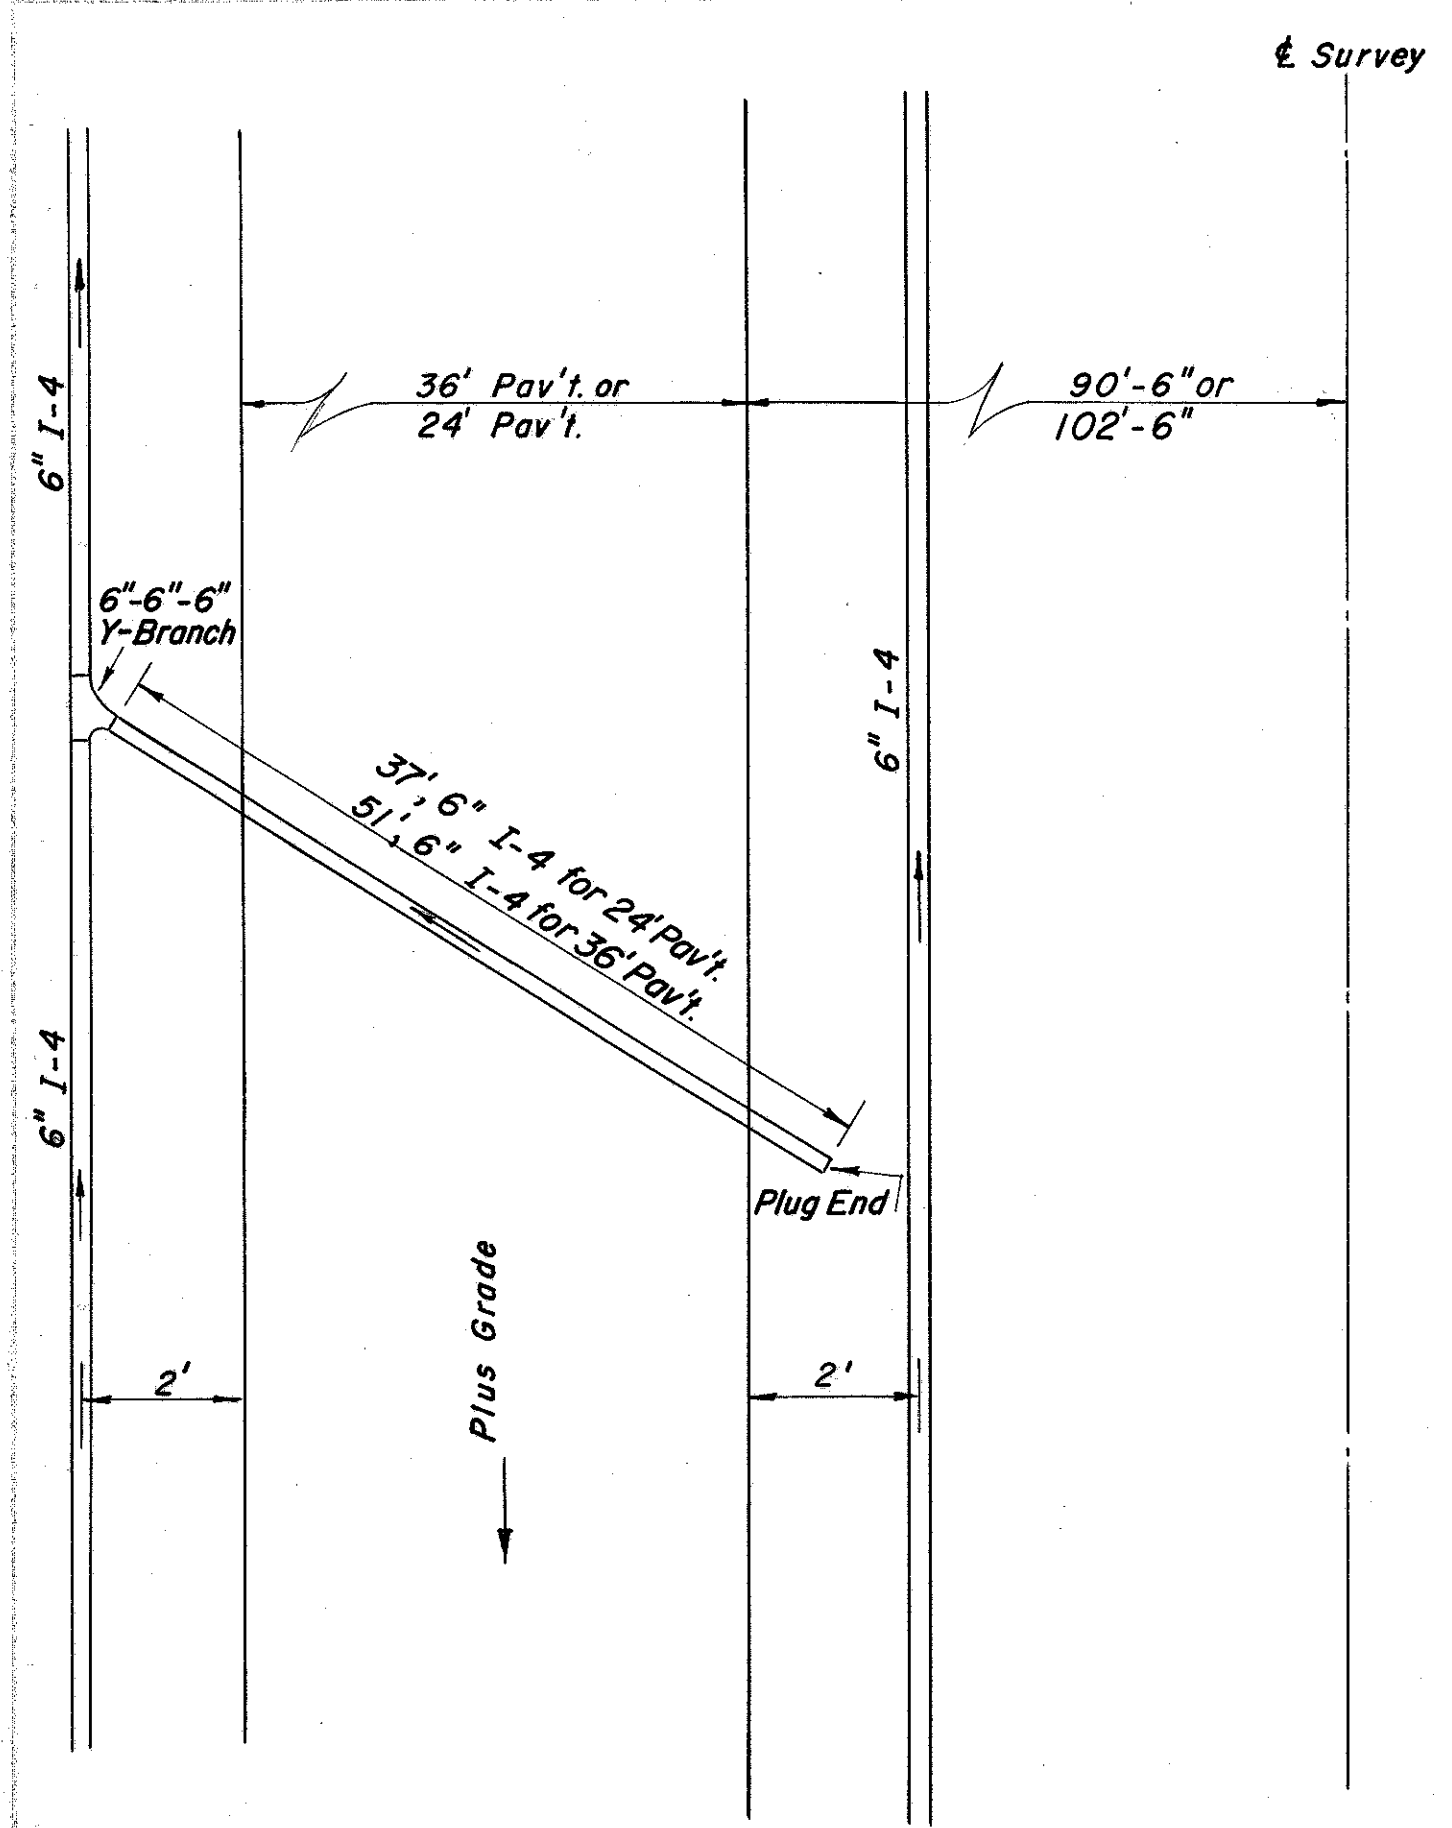 ℄ Survey
36' Pav't. or
24' Pav't.
90'-6" or
102'-6"
6" I-4
6"-6"-6"
Y-Branch
6" I-4
37', 6" I-4 for 24' Pav't.
51', 6" I-4 for 36' Pav't.
6" I-4
Plug End
Plus Grade
2'
2'